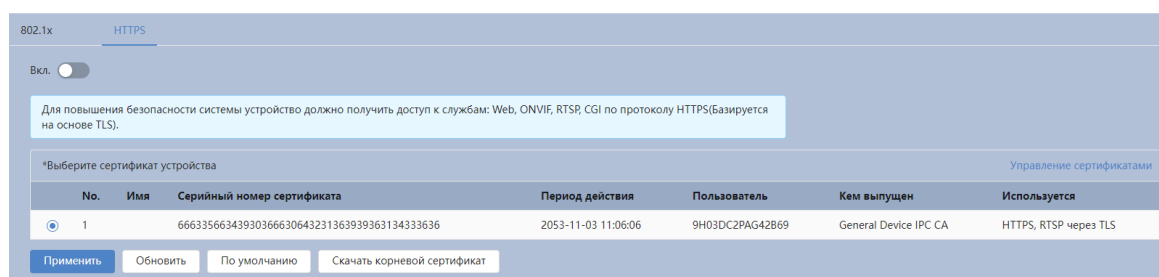 802.1x HTTPS
Вкл.
Для повышения безопасности системы устройство должно получить доступ к службам: Web, ONVIF, RTSP, CGI по протоколу HTTPS(Базируется
на основе TLS).
*Выберите сертификат устройства Управление сертификатами
No. Имя Серийный номер сертификата Период действия Пользователь Кем выпущен Используется
1 66633566343930366630643231363939363134333636 2053-11-03 11:06:06 9H03DC2PAG42B69 General Device IPC CA HTTPS, RTSP через TLS
Применить Обновить По умолчанию Скачать корневой сертификат